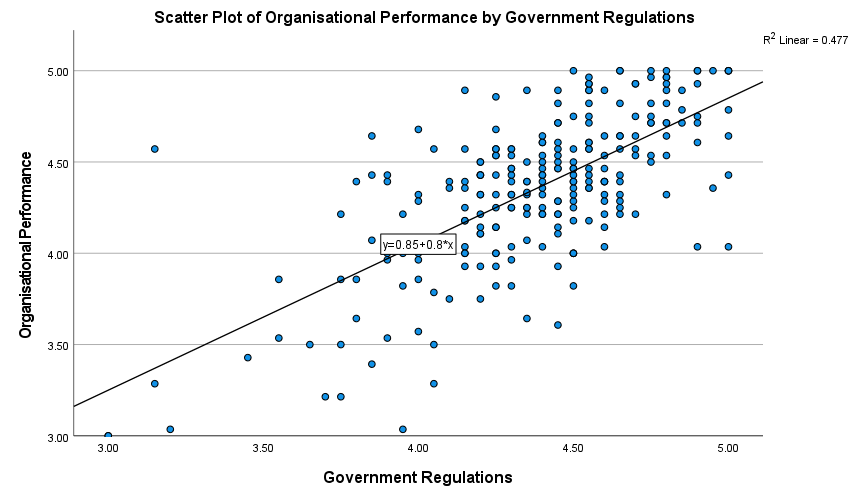 Scatter Plot of Organisational Performance by Government Regulations
R2 Linear = 0.477
5.00
4.50
4.00
3.50
3.00
Organisational Performance
y=0.85+0.8*x
3.00 3.50 4.00 4.50 5.00
Government Regulations